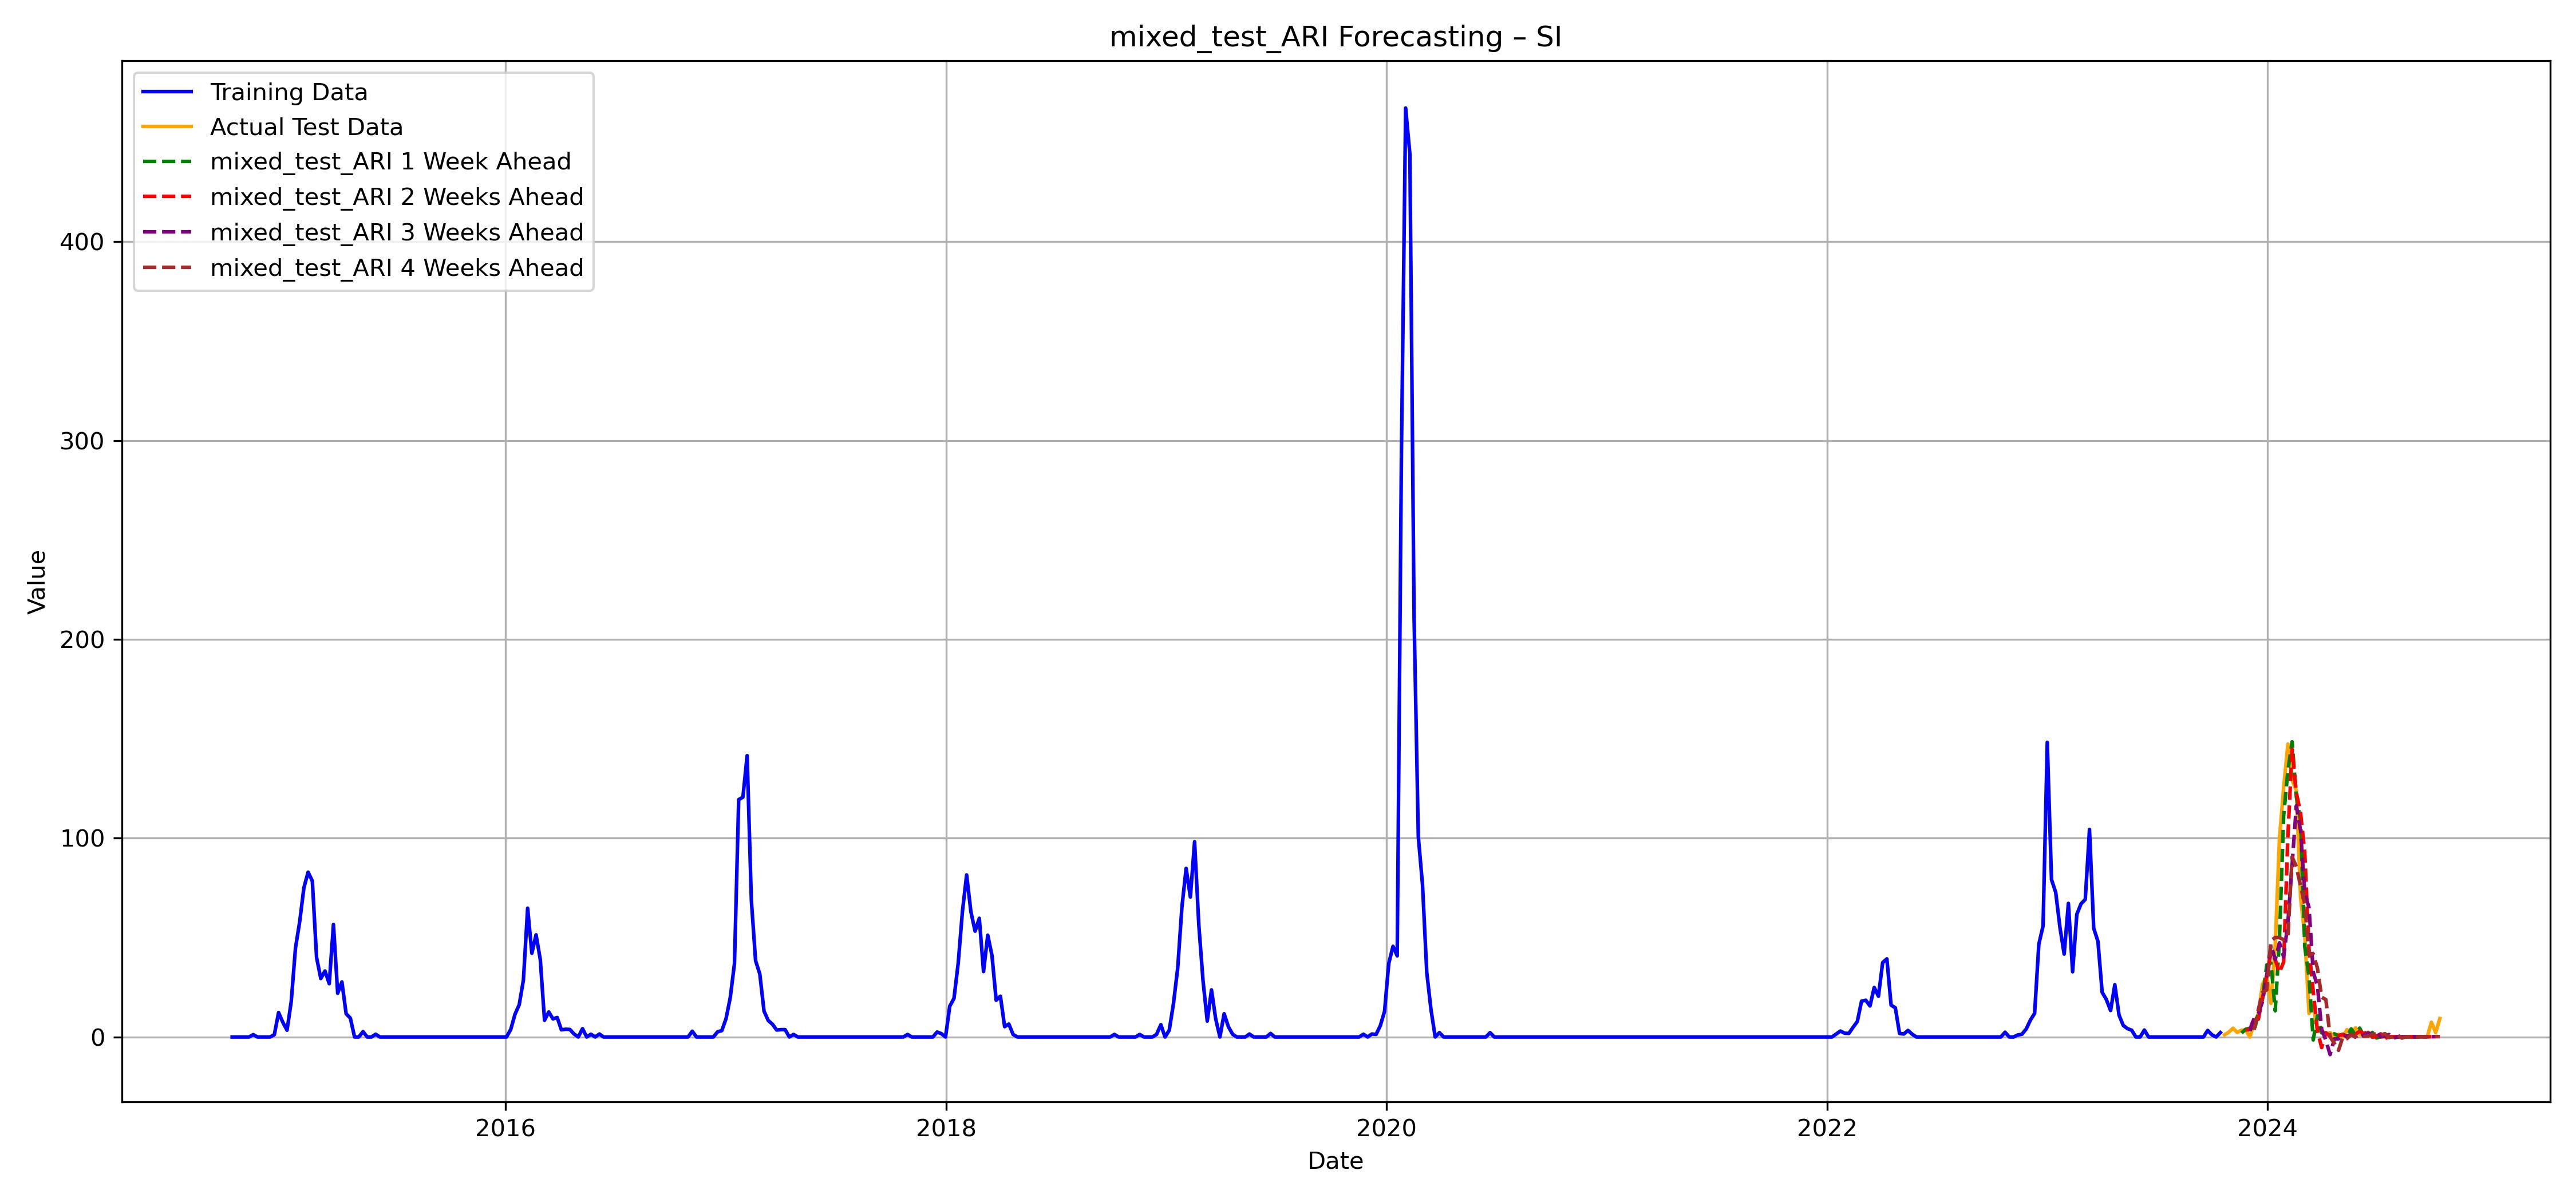 mixed_test_ARI Forecasting – SI
Training Data
Actual Test Data
mixed_test_ARI 1 Week Ahead
mixed_test_ARI 2 Weeks Ahead
mixed_test_ARI 3 Weeks Ahead
mixed_test_ARI 4 Weeks Ahead
400
300
200
100
0
Value
2016
2018
2020
2022
2024
Date